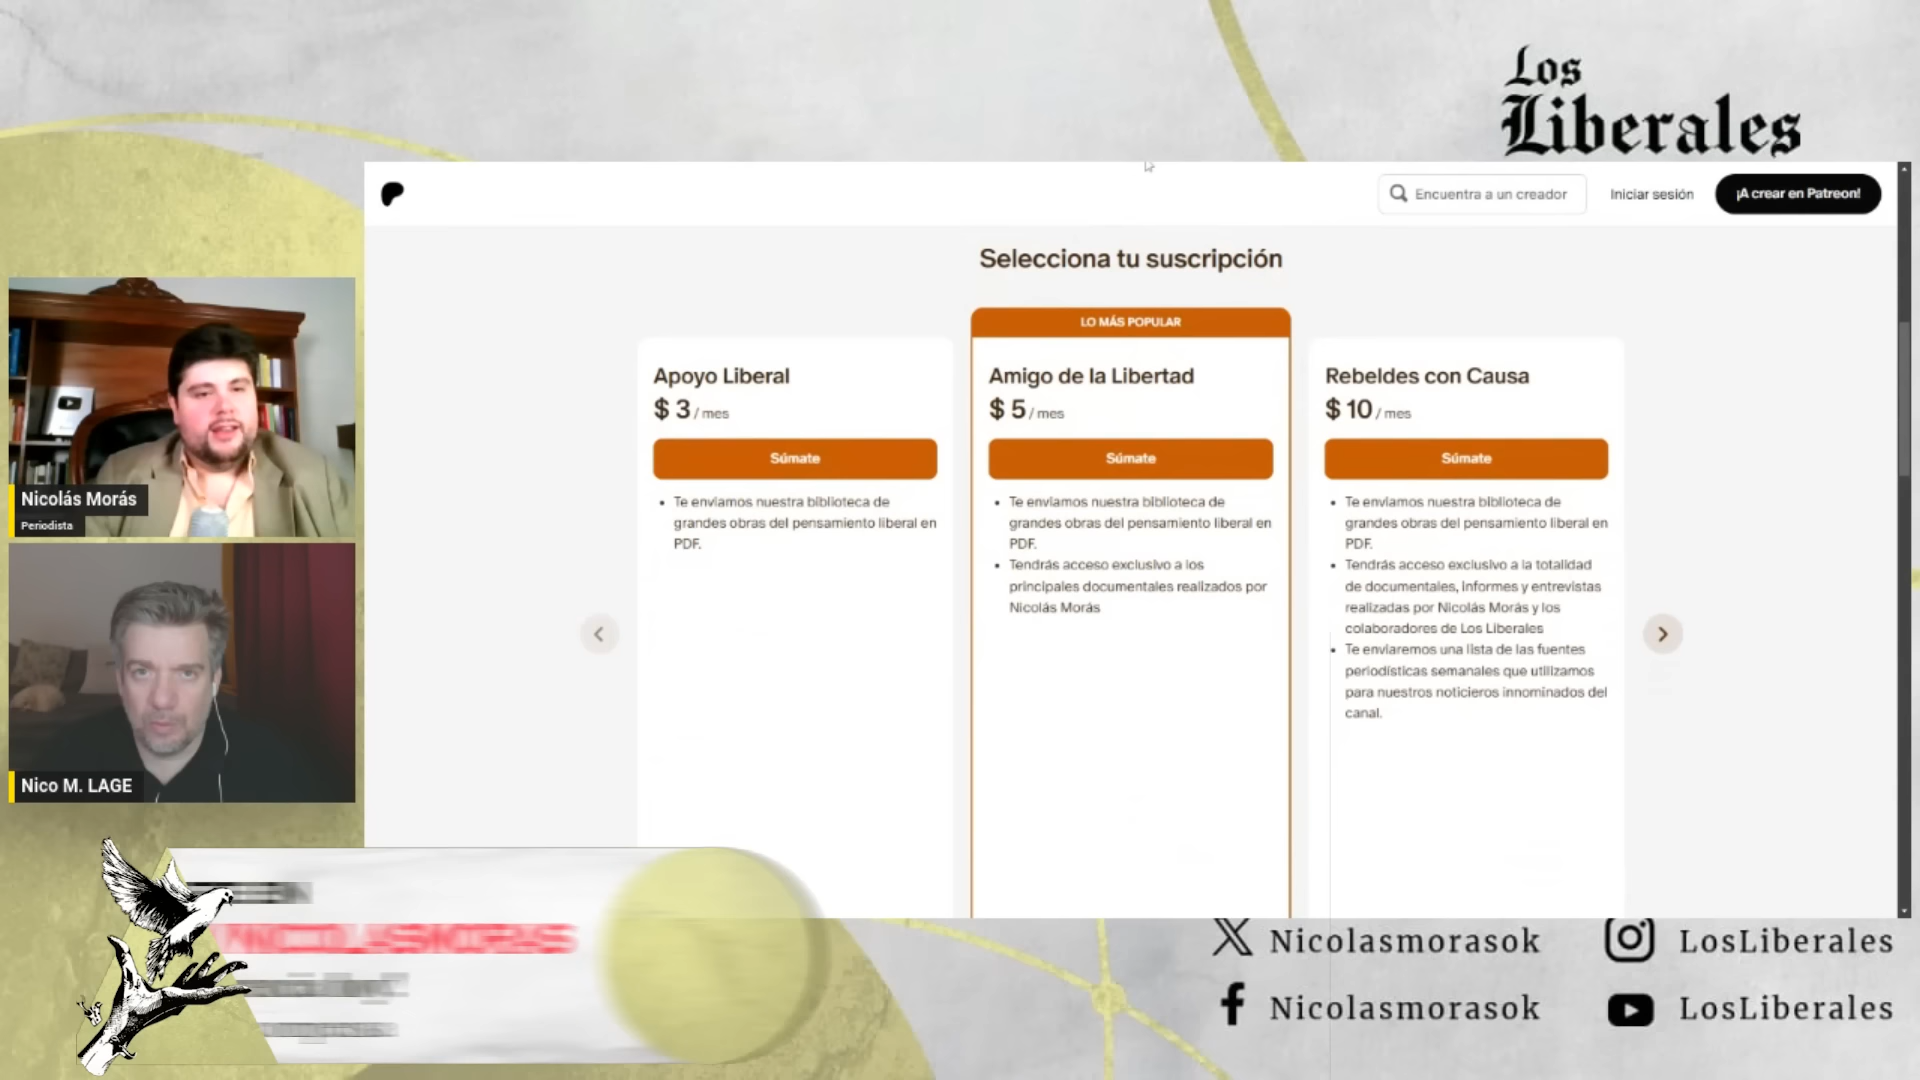 Los
Liberales
Encuentra a un creador
Iniciar sesión
¡A crear en Patreon!
Selecciona tu suscripción
LO MÁS POPULAR
Apoyo Liberal
$ 3 / mes
Súmate
• Te enviamos nuestra biblioteca de
grandes obras del pensamiento liberal en
PDF.
Amigo de la Libertad
$ 5 / mes
Súmate
• Te enviamos nuestra biblioteca de
grandes obras del pensamiento liberal en
PDF.
• Tendrás acceso exclusivo a los
principales documentales realizados por
Nicolás Morás
Rebeldes con Causa
$ 10 / mes
Súmate
• Te enviamos nuestra biblioteca de
grandes obras del pensamiento liberal en
PDF.
• Tendrás acceso exclusivo a la totalidad
de documentales, informes y entrevistas
realizadas por Nicolás Morás y los
colaboradores de Los Liberales
• Te enviaremos una lista de las fuentes
periodísticas semanales que utilizamos
para nuestros noticieros innominados del
canal.
Nicolás Morás
Periodista
Nico M. LAGE
Nicolasmorasok
LosLiberales
Nicolasmorasok
LosLiberales